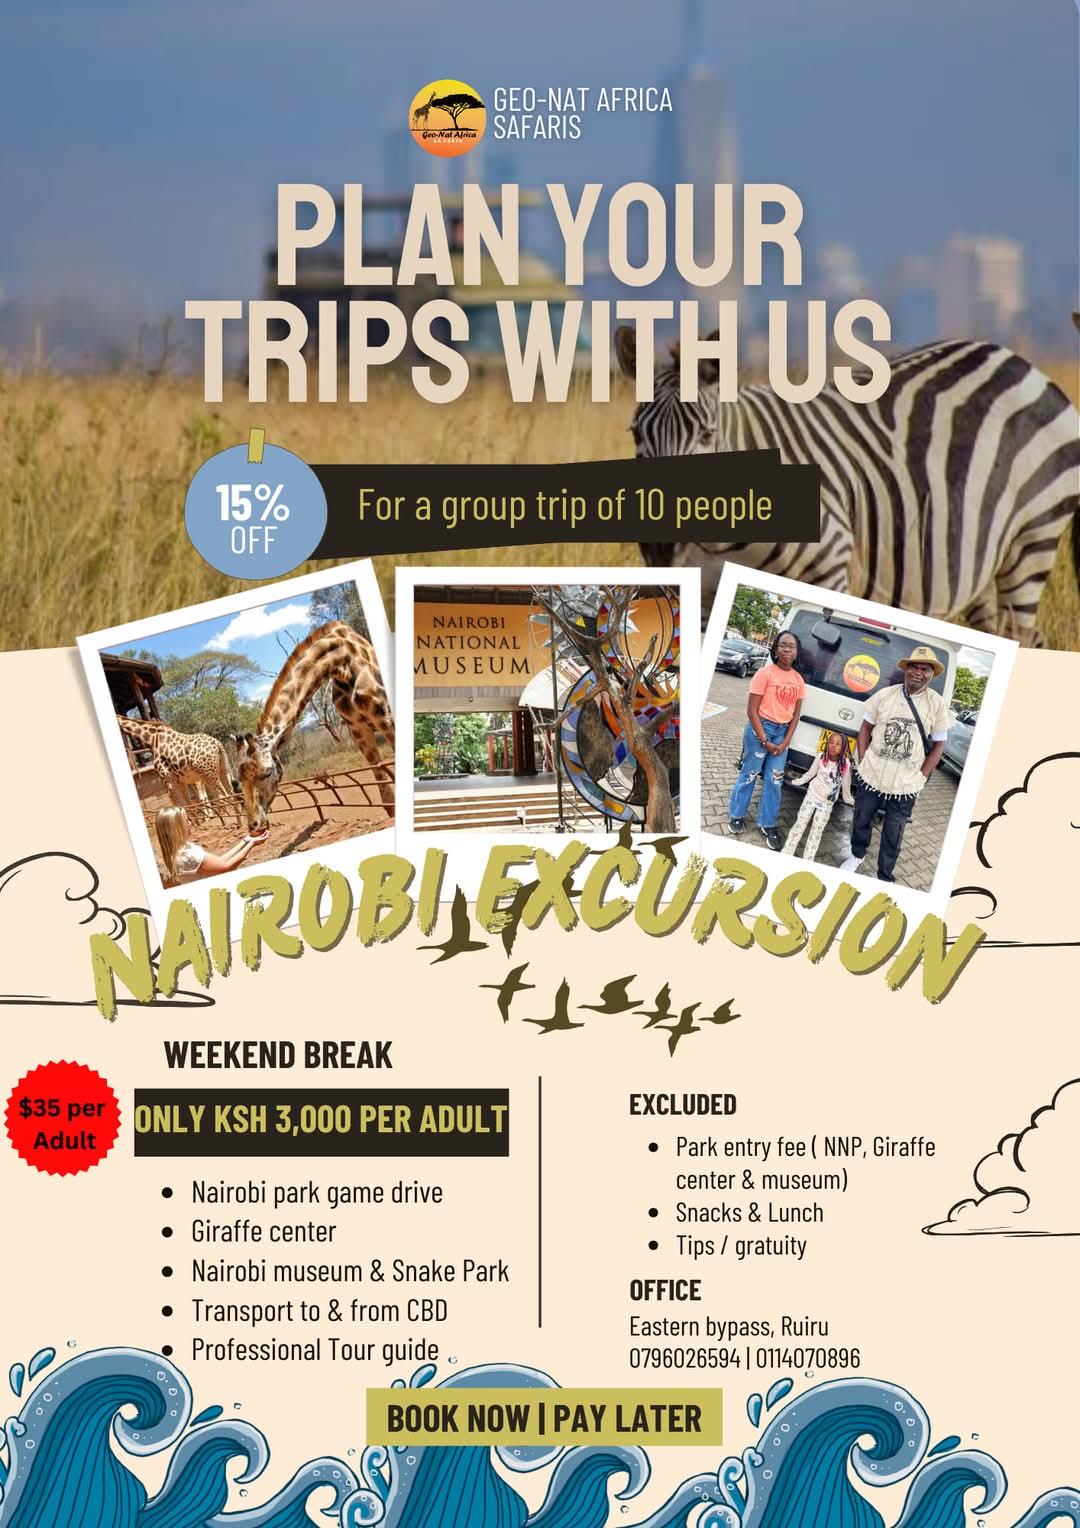 Geo-Nat Africa
SAFARIS
GEO-NAT AFRICA
SAFARIS
PLAN YOUR
TRIPS WITH US
15%
OFF
For a group trip of 10 people
NAIROBI
NATIONAL
MUSEUM
NAIROBI EXCURSION
WEEKEND BREAK
$35 per
Adult
ONLY KSH 3,000 PER ADULT
• Nairobi park game drive
• Giraffe center
• Nairobi museum & Snake Park
• Transport to & from CBD
• Professional Tour guide
EXCLUDED
• Park entry fee ( NNP, Giraffe
center & museum)
• Snacks & Lunch
• Tips / gratuity
OFFICE
Eastern bypass, Ruiru
0796026594 | 0114070896
BOOK NOW | PAY LATER